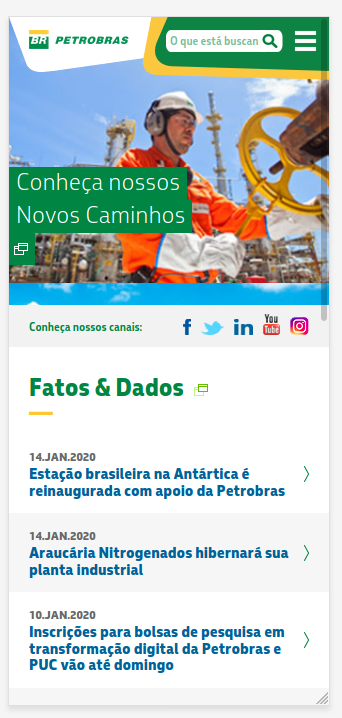 BR PETROBRAS
O que está buscan
Conheça nossos
Novos Caminhos
Conheça nossos canais:
You
Tube
Fatos & Dados
14.JAN.2020
Estação brasileira na Antártica é
reinaugurada com apoio da Petrobras
14.JAN.2020
Araucária Nitrogenados hibernará sua
planta industrial
10.JAN.2020
Inscrições para bolsas de pesquisa em
transformação digital da Petrobras e
PUC vão até domingo